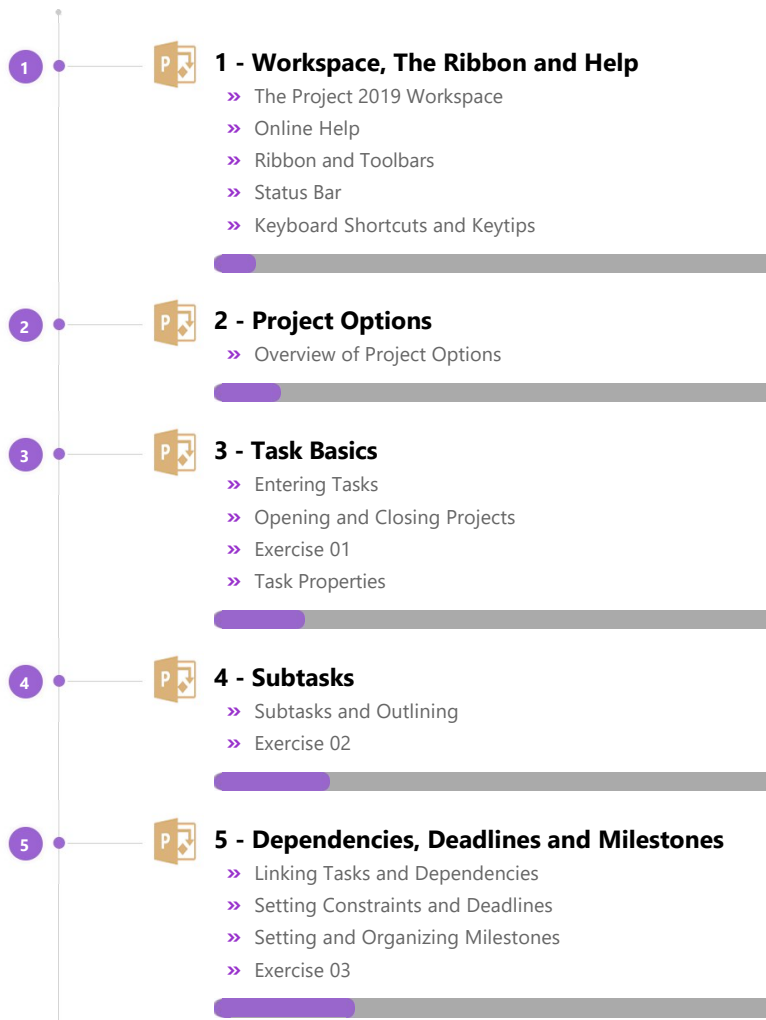 1
P
1 - Workspace, The Ribbon and Help
» The Project 2019 Workspace
» Online Help
» Ribbon and Toolbars
» Status Bar
» Keyboard Shortcuts and Keytips
2
P
2 - Project Options
» Overview of Project Options
3
P
3 - Task Basics
» Entering Tasks
» Opening and Closing Projects
» Exercise 01
» Task Properties
4
P
4 - Subtasks
» Subtasks and Outlining
» Exercise 02
5
P
5 - Dependencies, Deadlines and Milestones
» Linking Tasks and Dependencies
» Setting Constraints and Deadlines
» Setting and Organizing Milestones
» Exercise 03